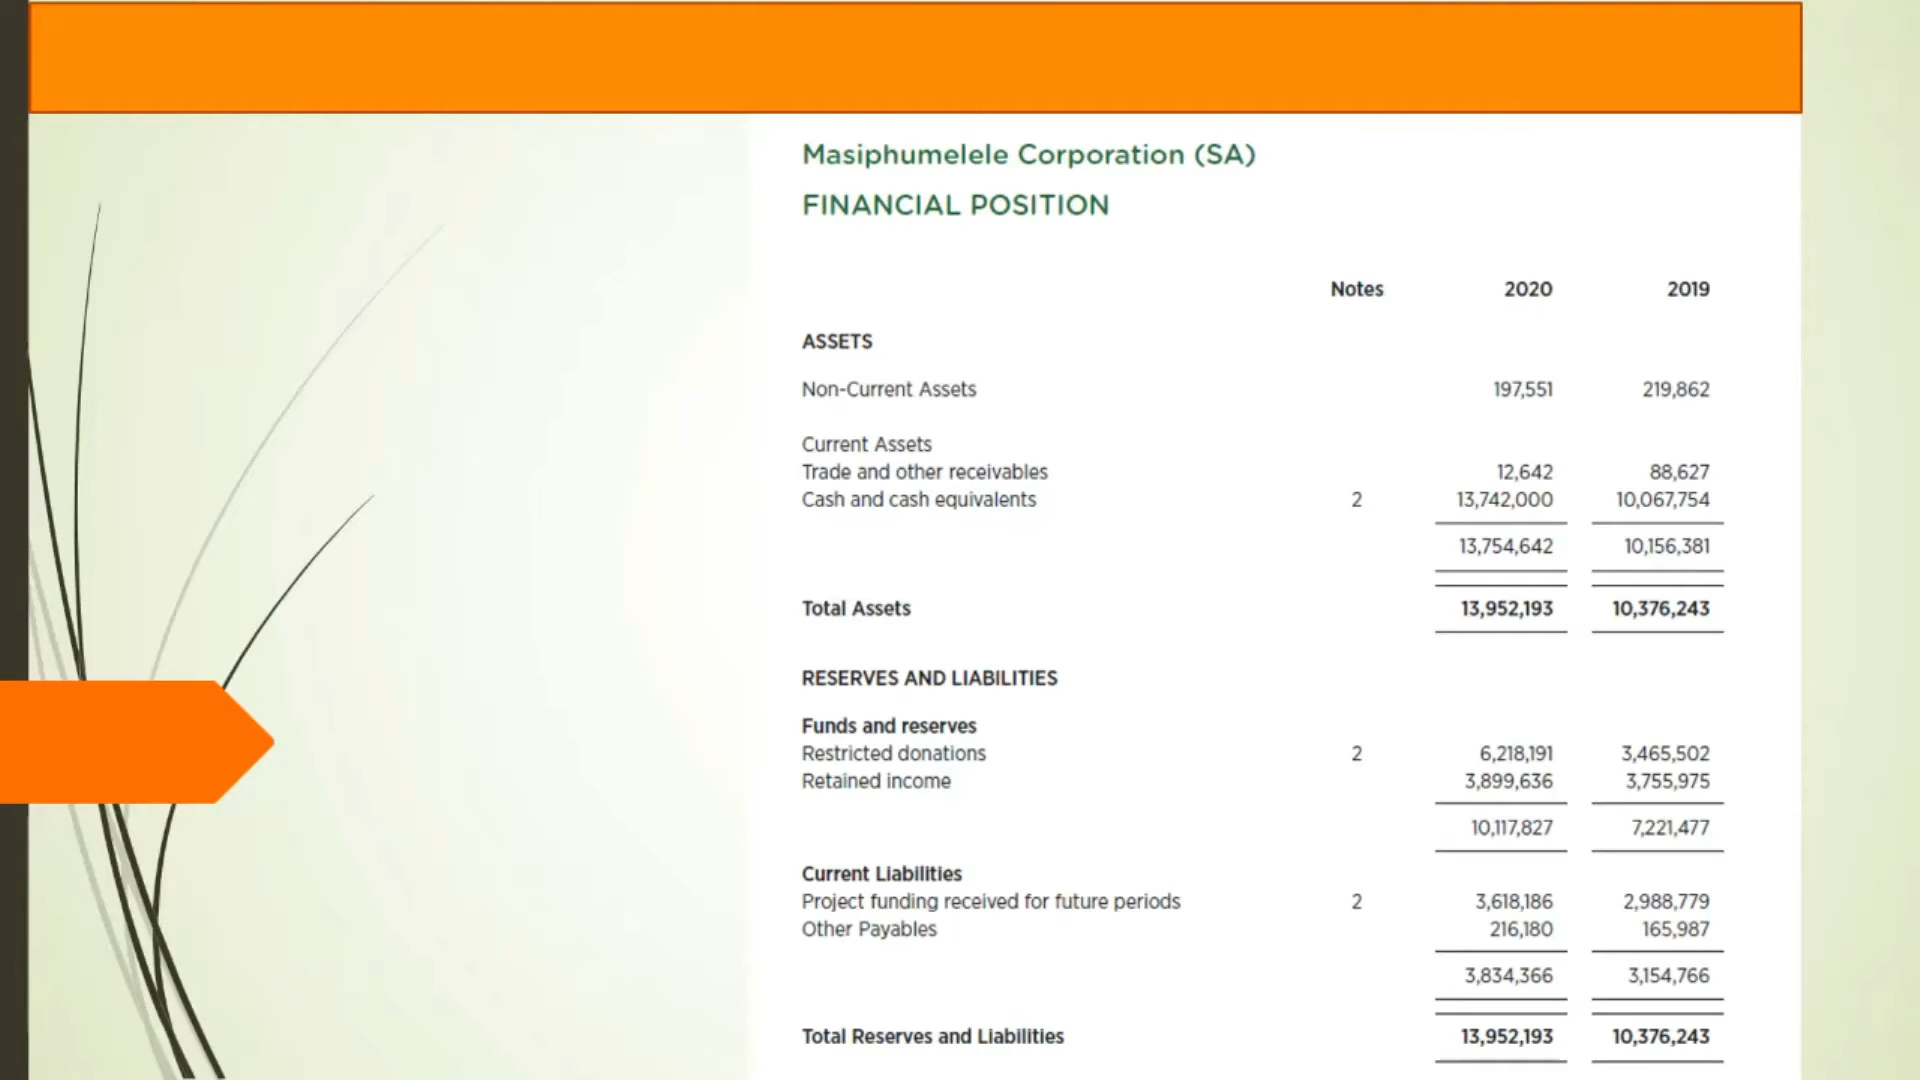 Masiphumelele Corporation (SA)
FINANCIAL POSITION
Notes 2020 2019
ASSETS
Non-Current Assets 197,551 219,862
Current Assets
Trade and other receivables 12,642 88,627
Cash and cash equivalents 2 13,742,000 10,067,754
13,754,642 10,156,381
Total Assets 13,952,193 10,376,243
RESERVES AND LIABILITIES
Funds and reserves
Restricted donations 2 6,218,191 3,465,502
Retained income 3,899,636 3,755,975
10,117,827 7,221,477
Current Liabilities
Project funding received for future periods 2 3,618,186 2,988,779
Other Payables 216,180 165,987
3,834,366 3,154,766
Total Reserves and Liabilities 13,952,193 10,376,243